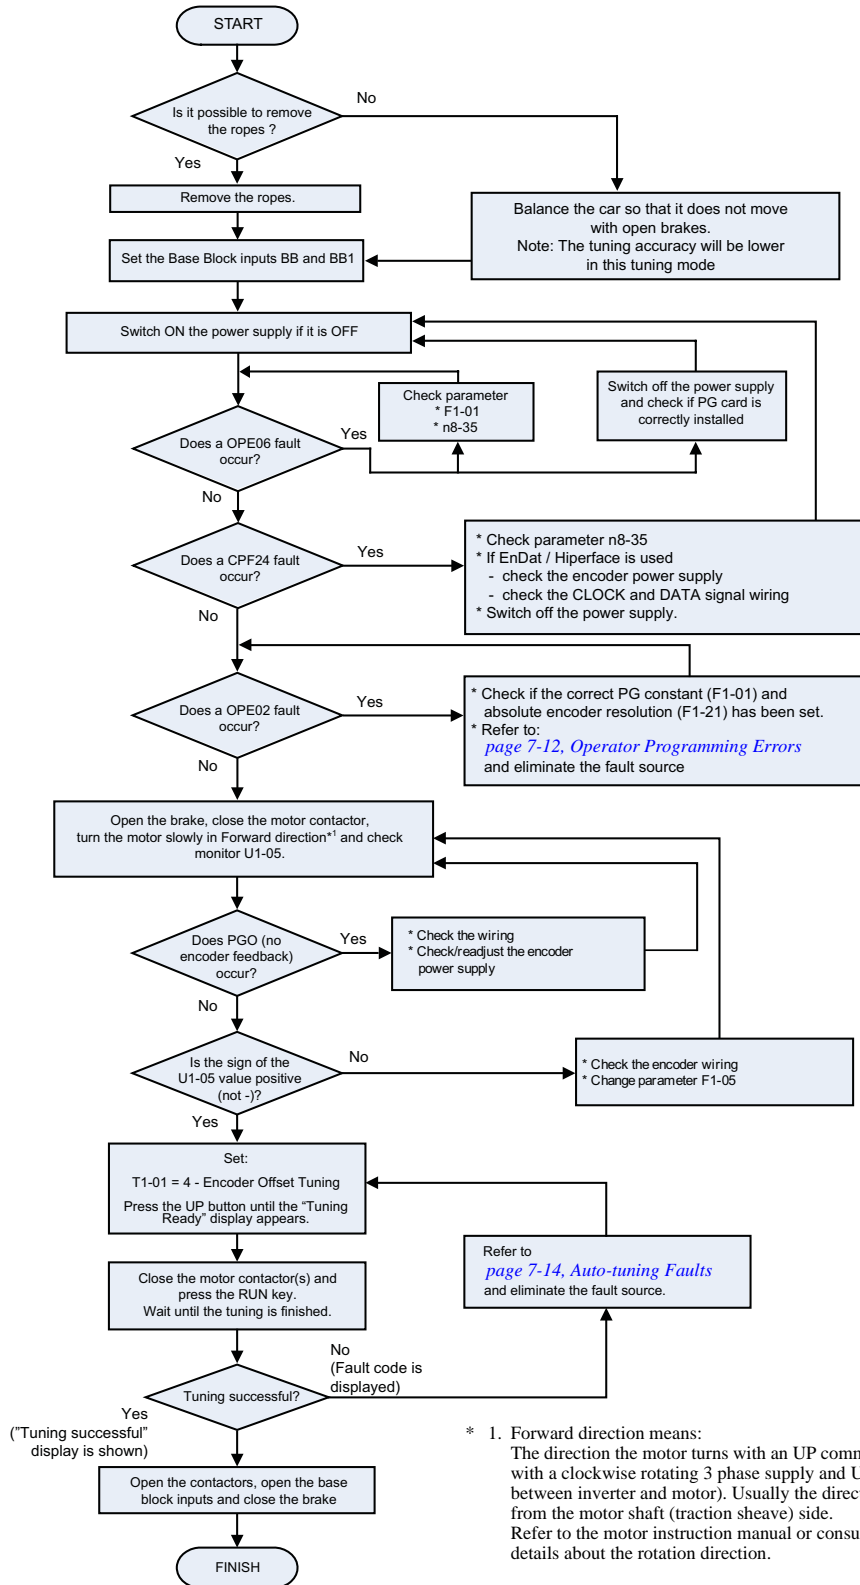 START
Is it possible to remove
the ropes ?
No
Yes
Remove the ropes.
Balance the car so that it does not move
with open brakes.
Note: The tuning accuracy will be lower
in this tuning mode
Set the Base Block inputs BB and BB1
Switch ON the power supply if it is OFF
Check parameter
* F1-01
* n8-35
Switch off the power supply
and check if PG card is
correctly installed
Does a OPE06 fault
occur?
Yes
No
Does a CPF24 fault
occur?
Yes
* Check parameter n8-35
* If EnDat / Hiperface is used
- check the encoder power supply
- check the CLOCK and DATA signal wiring
* Switch off the power supply.
No
Does a OPE02 fault
occur?
Yes
* Check if the correct PG constant (F1-01) and
absolute encoder resolution (F1-21) has been set.
* Refer to:
page 7-12, Operator Programming Errors
and eliminate the fault source
No
Open the brake, close the motor contactor,
turn the motor slowly in Forward direction*1 and check
monitor U1-05.
Does PGO (no
encoder feedback)
occur?
Yes
* Check the wiring
* Check/readjust the encoder
power supply
No
Is the sign of the
U1-05 value positive
(not -)?
No
* Check the encoder wiring
* Change parameter F1-05
Yes
Set:
T1-01 = 4 - Encoder Offset Tuning
Press the UP button until the “Tuning
Ready” display appears.
Refer to
page 7-14, Auto-tuning Faults
and eliminate the fault source.
Close the motor contactor(s) and
press the RUN key.
Wait until the tuning is finished.
No
(Fault code is
displayed)
Tuning successful?
Yes
(”Tuning successful”
display is shown)
Open the contactors, open the base
block inputs and close the brake
FINISH
* 1. Forward direction means:
The direction the motor turns with an UP comm
with a clockwise rotating 3 phase supply and U
between inverter and motor). Usually the direc
from the motor shaft (traction sheave) side.
Refer to the motor instruction manual or consu
details about the rotation direction.